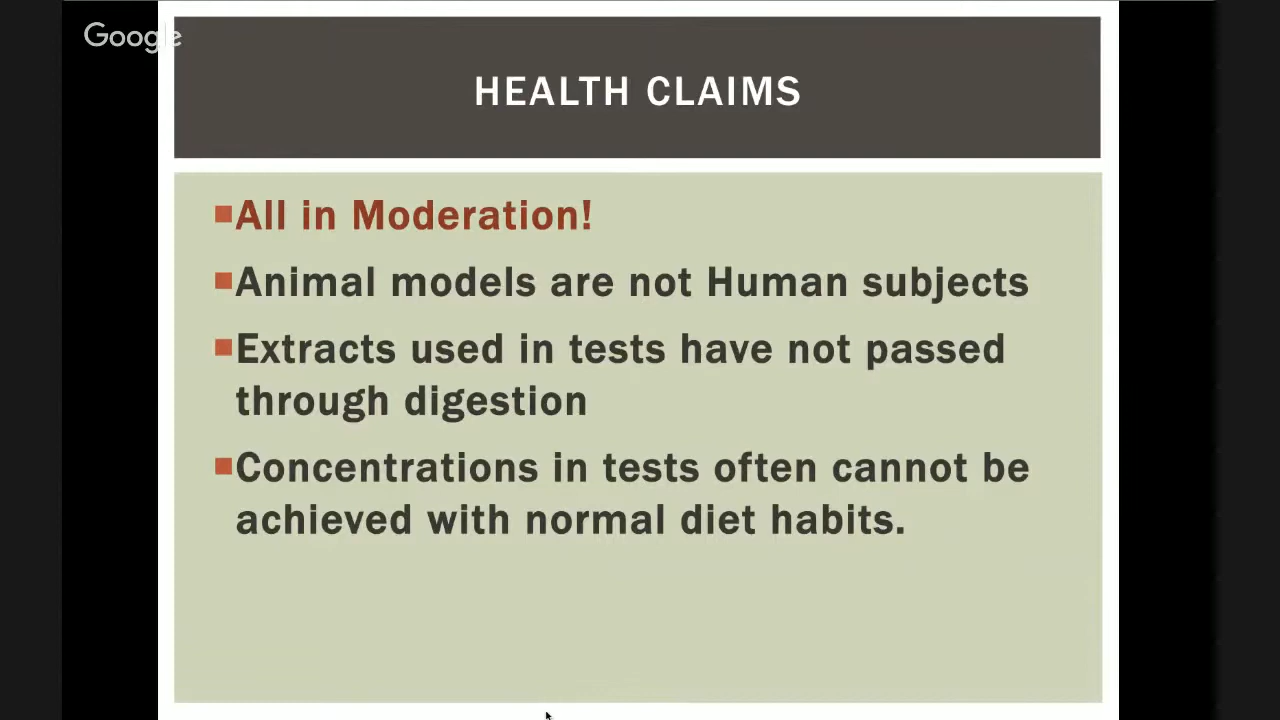 Google
HEALTH CLAIMS
All in Moderation!
Animal models are not Human subjects
Extracts used in tests have not passed
through digestion
Concentrations in tests often cannot be
achieved with normal diet habits.